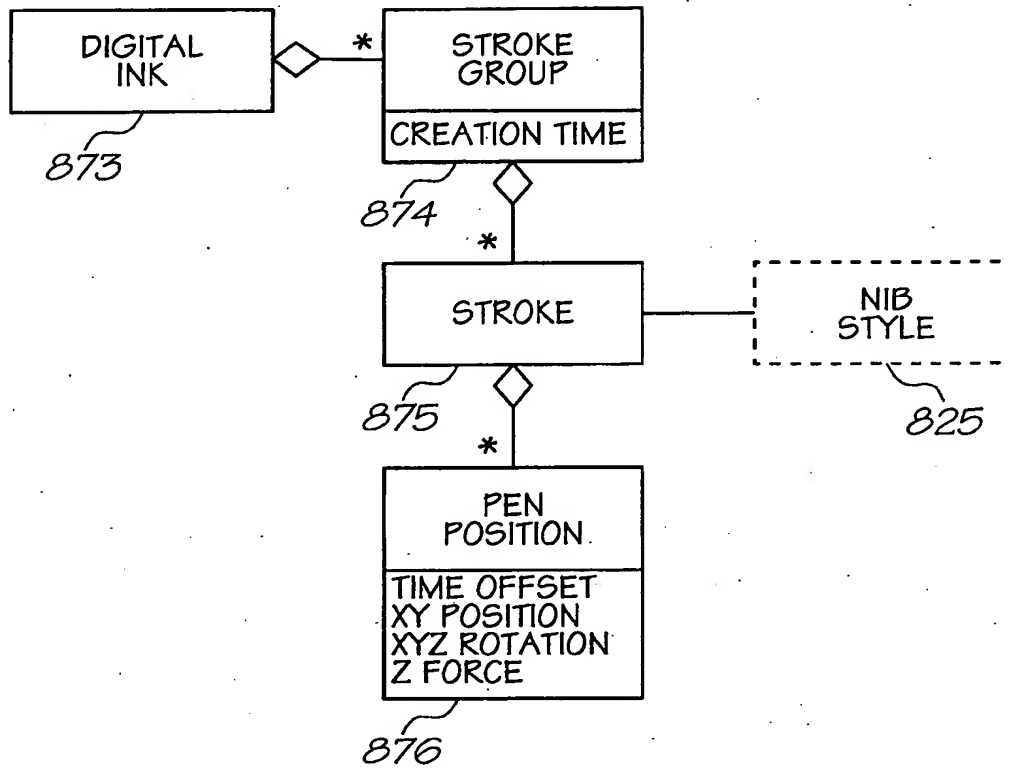 DIGITAL
INK
*
STROKE
GROUP
CREATION TIME
873
874
*
STROKE
NIB
STYLE
875
825
*
PEN
POSITION
TIME OFFSET
XY POSITION
XYZ ROTATION
Z FORCE
876